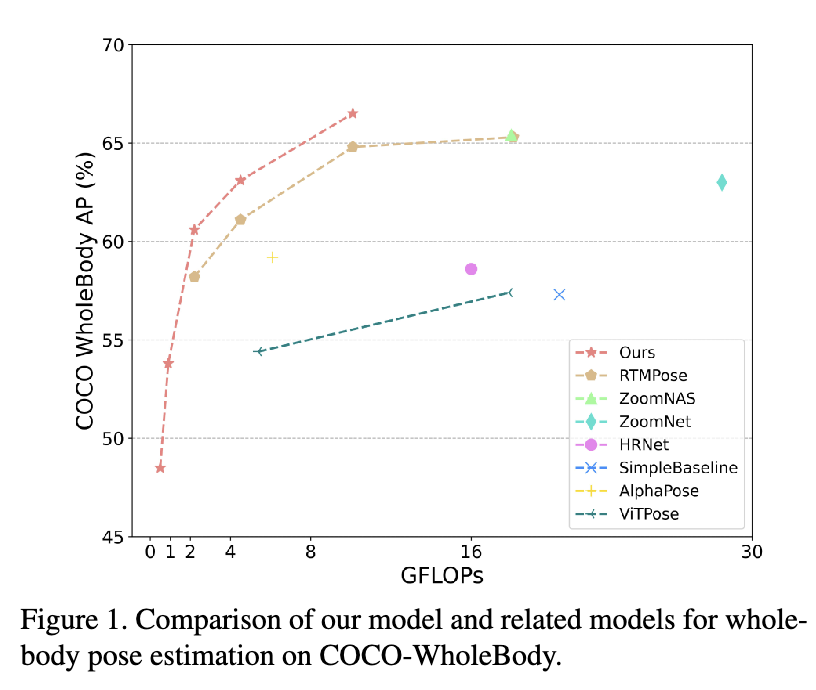 70
65
60
55
50
45
COCO WholeBody AP (%)
0 1 2 4 8 16 30
GFLOPs
Ours
RTMPose
ZoomNAS
ZoomNet
HRNet
SimpleBaseline
AlphaPose
ViTPose
Figure 1. Comparison of our model and related models for whole-
body pose estimation on COCO-WholeBody.